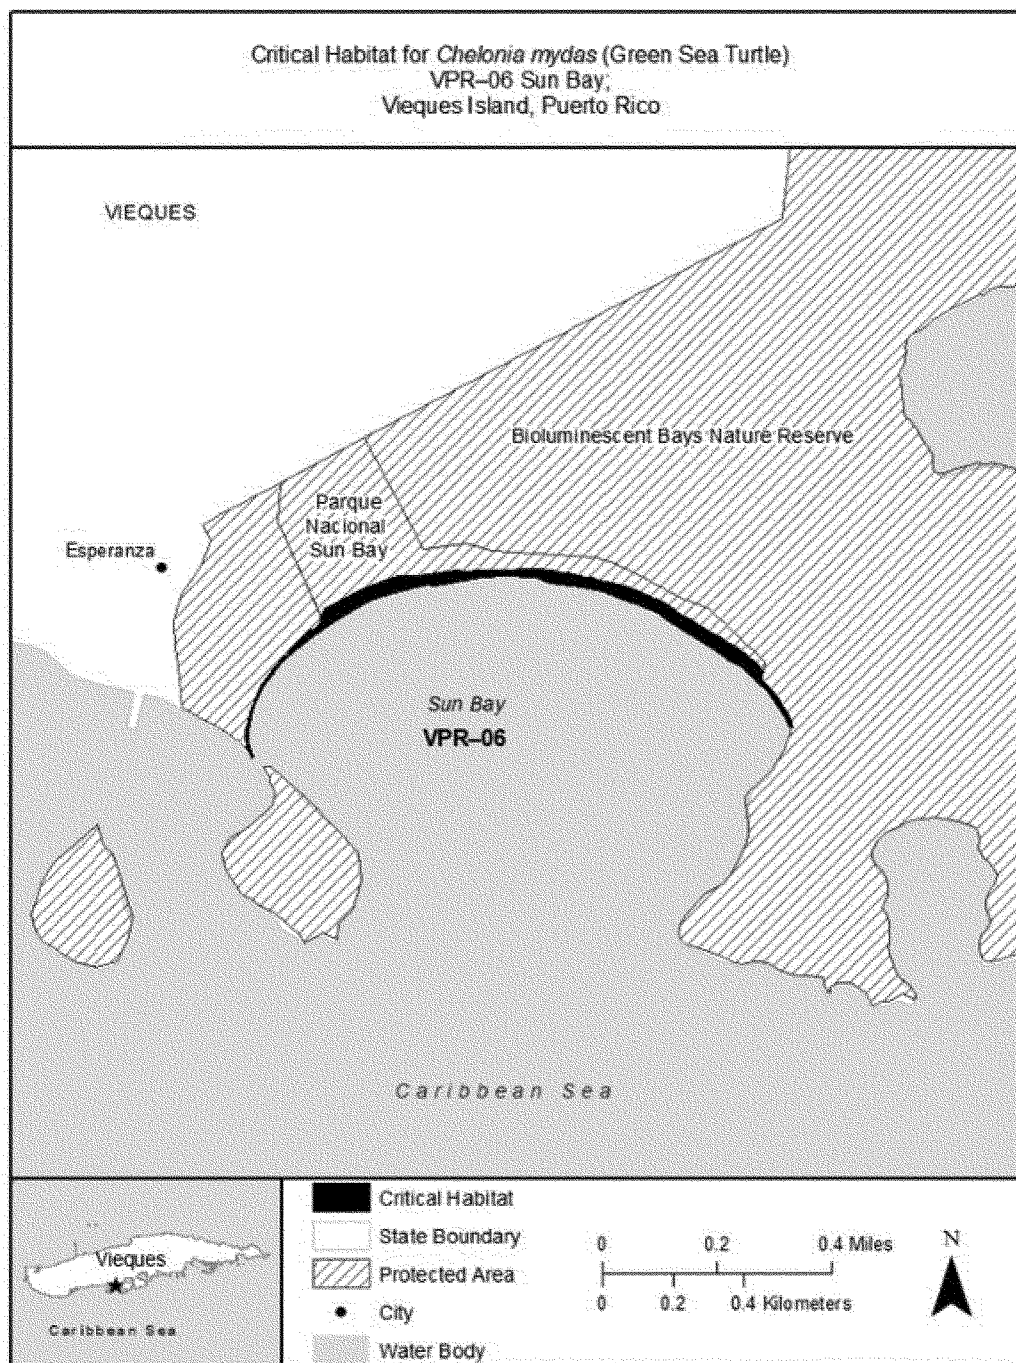 Critical Habitat for Chelonia mydas (Green Sea Turtle)
VPR–06 Sun Bay;
Vieques Island, Puerto Rico
VIEQUES
Bioluminescent Bays Nature Reserve
Parque
Nacional
Sun Bay
Esperanza
Sun Bay
VPR–06
Caribbean Sea
Vieques
Caribbean Sea
Critical Habitat
State Boundary
Protected Area
City
Water Body
0 0.2 0.4 Miles
0 0.2 0.4 Kilometers
N